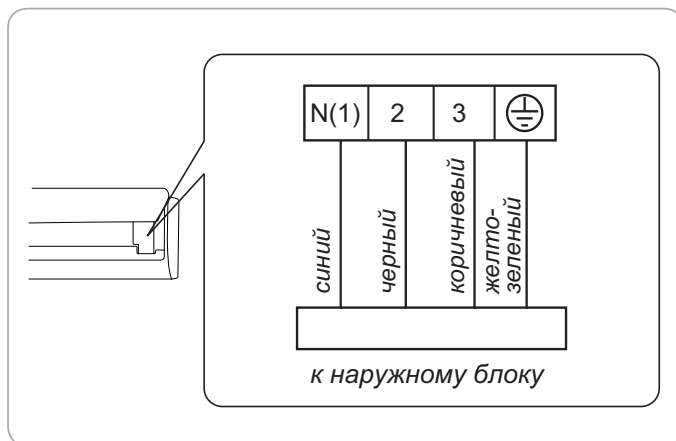 N(1) 2 3
синий
черный
коричневый
желто-
зеленый
к наружному блоку